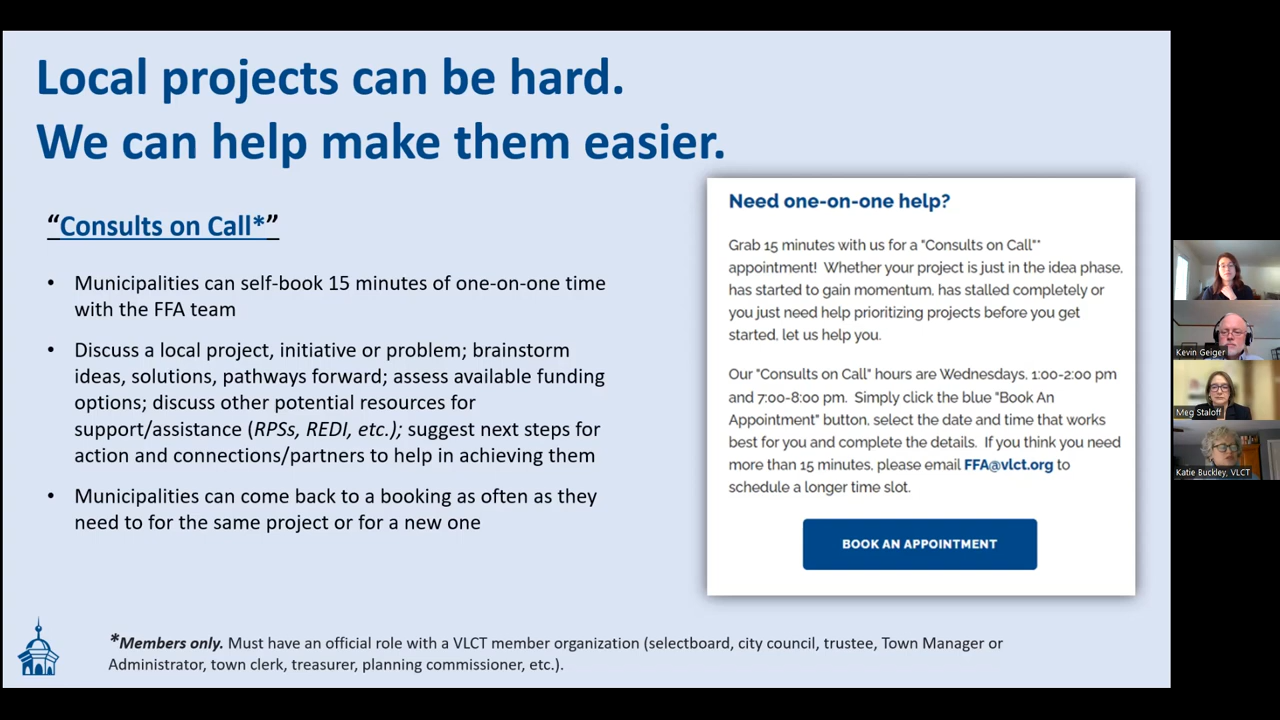 Local projects can be hard.
We can help make them easier.
“Consults on Call*”
• Municipalities can self-book 15 minutes of one-on-one time
with the FFA team
• Discuss a local project, initiative or problem; brainstorm
ideas, solutions, pathways forward; assess available funding
options; discuss other potential resources for
support/assistance (RPSs, REDI, etc.); suggest next steps for
action and connections/partners to help in achieving them
• Municipalities can come back to a booking as often as they
need to for the same project or for a new one
Need one-on-one help?
Grab 15 minutes with us for a "Consults on Call"*
appointment! Whether your project is just in the idea phase,
has started to gain momentum, has stalled completely or
you just need help prioritizing projects before you get
started, let us help you.
Our "Consults on Call" hours are Wednesdays, 1:00-2:00 pm
and 7:00-8:00 pm. Simply click the blue "Book An
Appointment" button, select the date and time that works
best for you and complete the details. If you think you need
more than 15 minutes, please email FFA@vlct.org to
schedule a longer time slot.
BOOK AN APPOINTMENT
*Members only. Must have an official role with a VLCT member organization (selectboard, city council, trustee, Town Manager or
Administrator, town clerk, treasurer, planning commissioner, etc.).
Kevin Geiger
Meg Staloff
Katie Buckley, VLCT